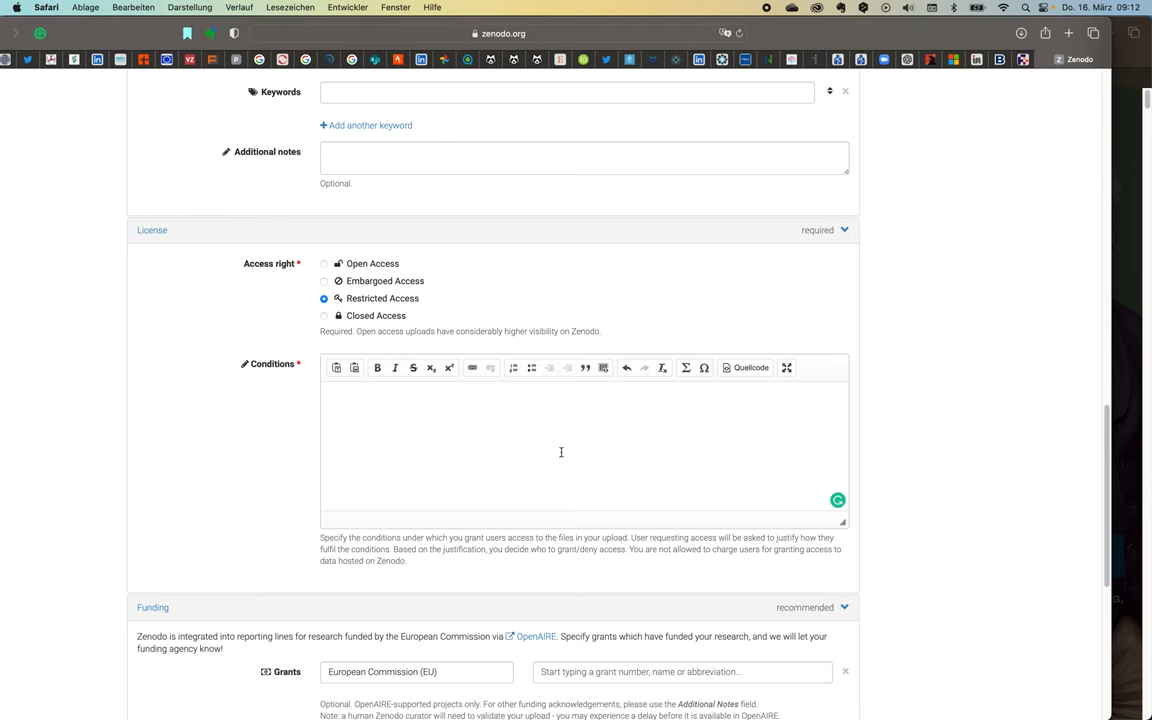 Safari Ablage Bearbeiten Darstellung Verlauf Lesezeichen Entwickler Fenster Hilfe Do. 16. März 09:12
zenodo.org
Zenodo
Keywords
Add another keyword
Additional notes
Optional.
License required
Access right *
Open Access
Embargoed Access
Restricted Access
Closed Access
Required. Open access uploads have considerably higher visibility on Zenodo.
Conditions *
B I S x₂ x² Σ Ω Quellcode
Specify the conditions under which you grant users access to the files in your upload. User requesting access will be asked to justify how they
fulfil the conditions. Based on the justification, you decide who to grant/deny access. You are not allowed to charge users for granting access to
data hosted on Zenodo.
Funding recommended
Zenodo is integrated into reporting lines for research funded by the European Commission via OpenAIRE. Specify grants which have funded your research, and we will let your
funding agency know!
Grants European Commission (EU) Start typing a grant number, name or abbreviation...
Optional. OpenAIRE-supported projects only. For other funding acknowledgements, please use the Additional Notes field.
Note: a human Zenodo curator will need to validate your upload - you may experience a delay before it is available in OpenAIRE.